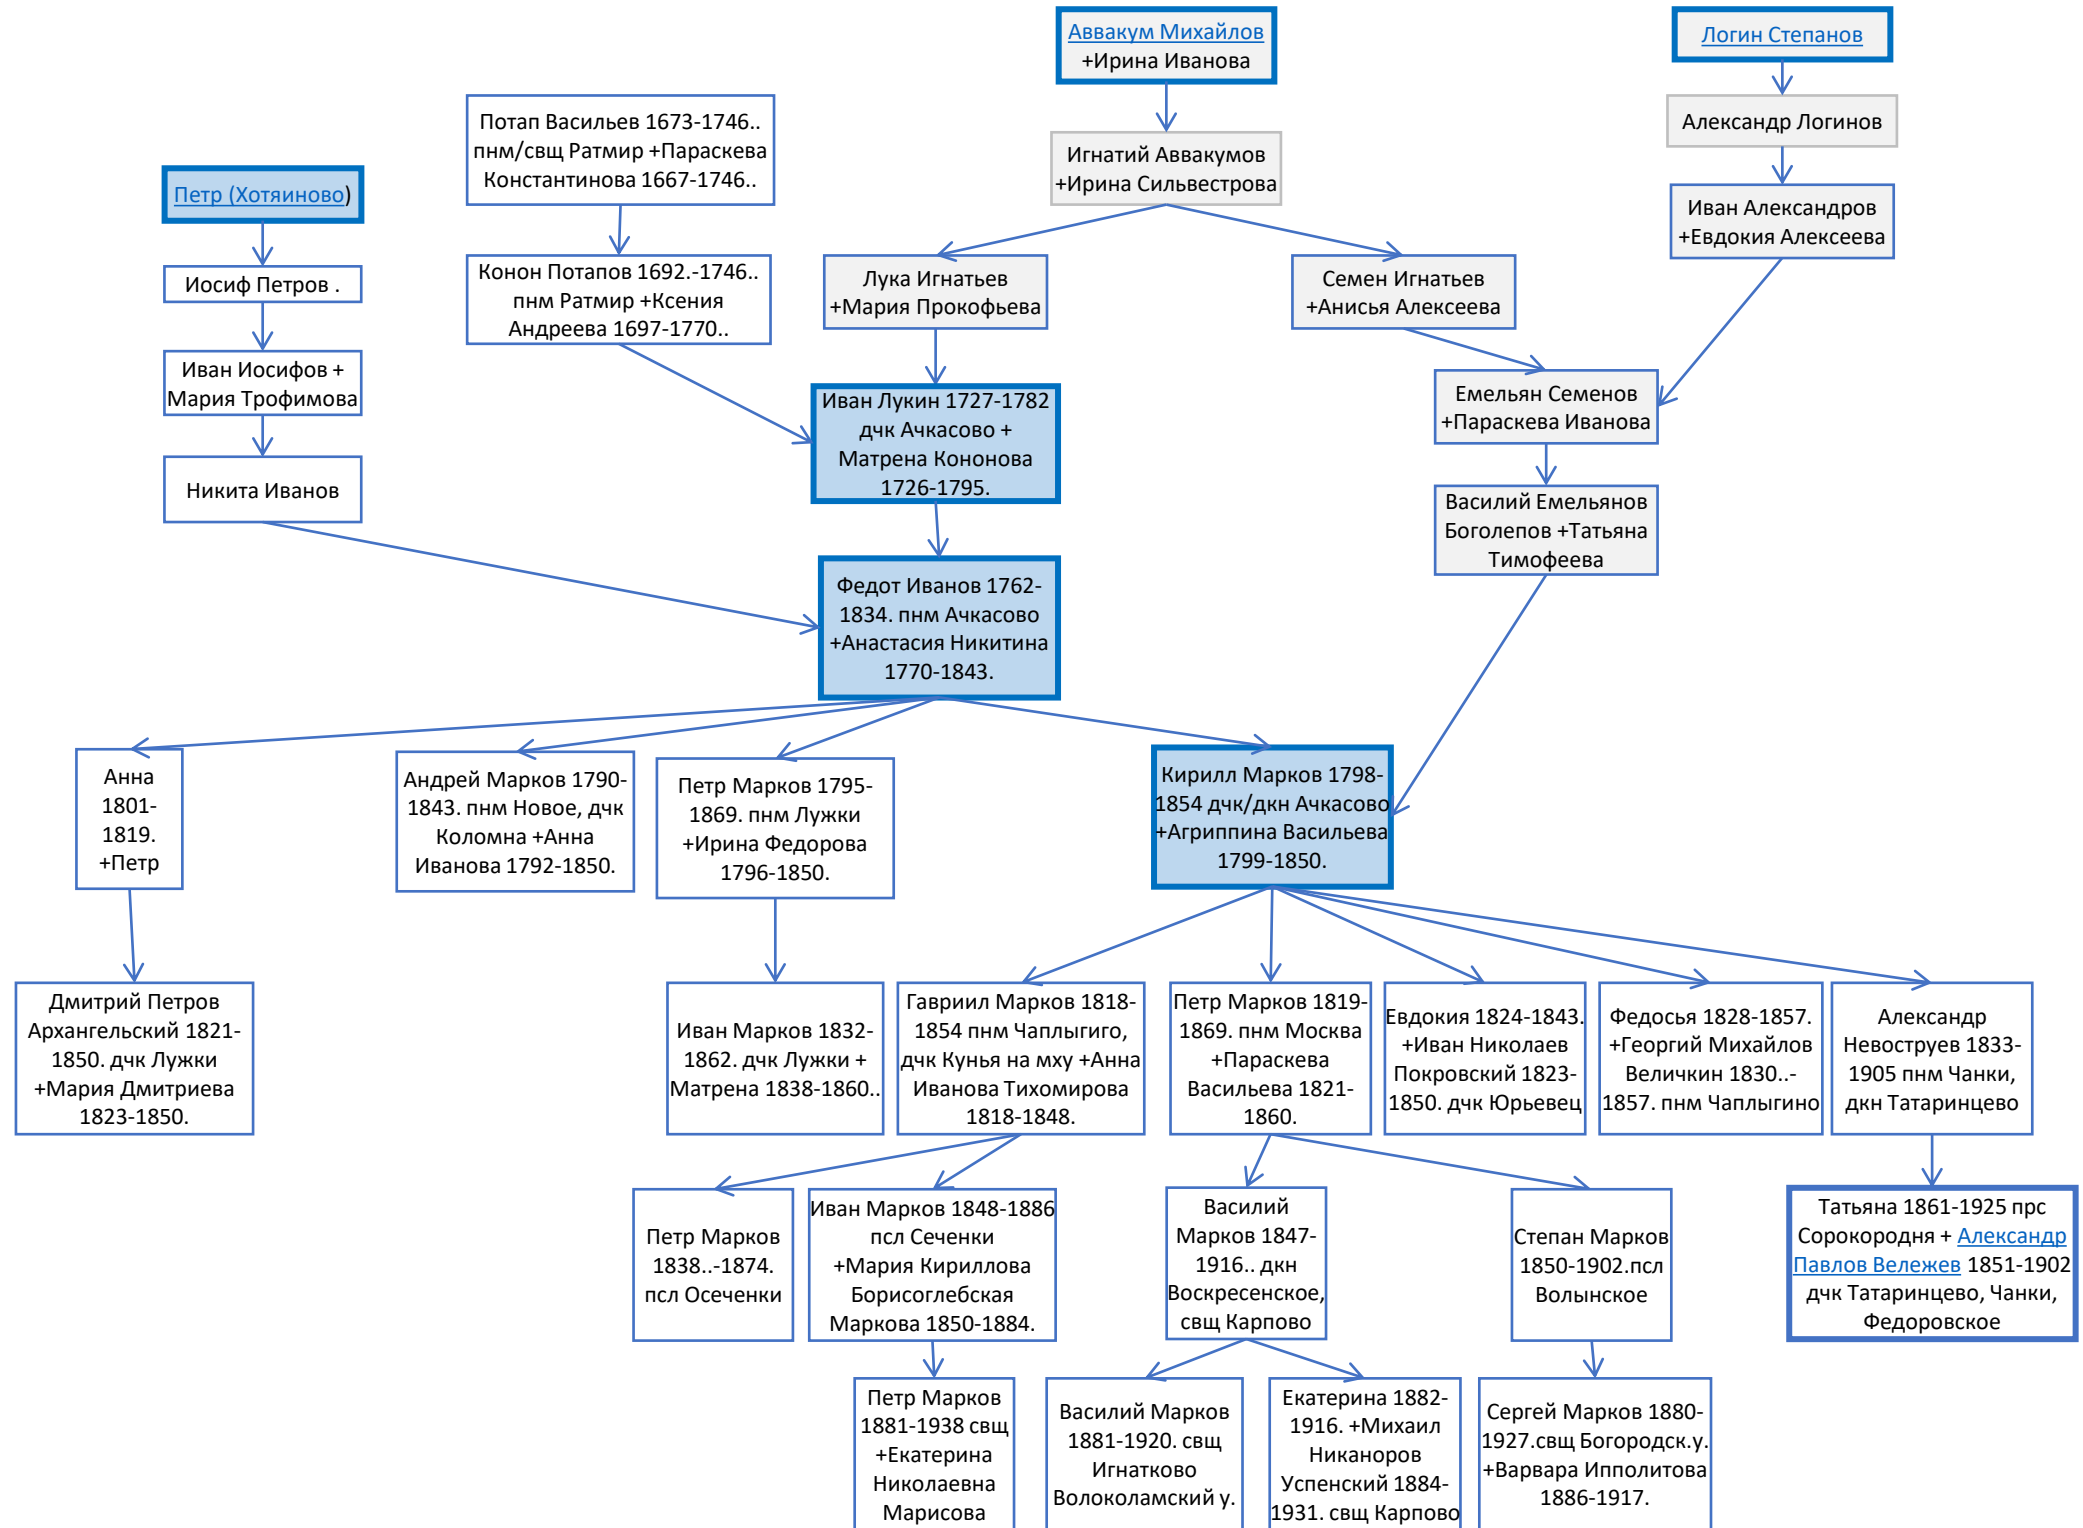 Аввакум Михайлов
+Ирина Иванова
Логин Степанов
Потап Васильев 1673-1746..
пнм/свщ Ратмир +Параскева
Константинова 1667-1746..
Александр Логинов
Игнатий Аввакумов
+Ирина Сильвестрова
Петр (Хотяиново)
Иван Александров
+Евдокия Алексеева
Иосиф Петров .
Конон Потапов 1692.-1746..
пнм Ратмир +Ксения
Андреева 1697-1770..
Лука Игнатьев
+Мария Прокофьева
Семен Игнатьев
+Анисья Алексеева
Иван Иосифов +
Мария Трофимова
Иван Лукин 1727-1782
дчк Ачкасово +
Матрена Кононова
1726-1795.
Емельян Семенов
+Параскева Иванова
Никита Иванов
Василий Емельянов
Боголепов +Татьяна
Тимофеева
Федот Иванов 1762-
1834. пнм Ачкасово
+Анастасия Никитина
1770-1843.
Анна
1801-
1819.
+Петр
Андрей Марков 1790-
1843. пнм Новое, дчк
Коломна +Анна
Иванова 1792-1850.
Петр Марков 1795-
1869. пнм Лужки
+Ирина Федорова
1796-1850.
Кирилл Марков 1798-
1854 дчк/дкн Ачкасово
+Агриппина Васильева
1799-1850.
Дмитрий Петров
Архангельский 1821-
1850. дчк Лужки
+Мария Дмитриева
1823-1850.
Иван Марков 1832-
1862. дчк Лужки +
Матрена 1838-1860..
Гавриил Марков 1818-
1854 пнм Чаплыгиго,
дчк Кунья на мху +Анна
Иванова Тихомирова
1818-1848.
Петр Марков 1819-
1869. пнм Москва
+Параскева
Васильева 1821-
1860.
Евдокия 1824-1843.
+Иван Николаев
Покровский 1823-
1850. дчк Юрьевец
Федосья 1828-1857.
+Георгий Михайлов
Величкин 1830..-
1857. пнм Чаплыгино
Александр
Невоструев 1833-
1905 пнм Чанки,
дкн Татаринцево
Петр Марков
1838..-1874.
псл Осеченки
Иван Марков 1848-1886
псл Сеченки
+Мария Кириллова
Борисоглебская
Маркова 1850-1884.
Василий
Марков 1847-
1916.. дкн
Воскресенское,
свщ Карпово
Степан Марков
1850-1902.псл
Волынское
Татьяна 1861-1925 прс
Сорокородня + Александр
Павлов Вележев 1851-1902
дчк Татаринцево, Чанки,
Федоровское
Петр Марков
1881-1938 свщ
+Екатерина
Николаевна
Марисова
Василий Марков
1881-1920. свщ
Игнатково
Волоколамский у.
Екатерина 1882-
1916. +Михаил
Никаноров
Успенский 1884-
1931. свщ Карпово
Сергей Марков 1880-
1927.свщ Богородск.у.
+Варвара Ипполитова
1886-1917.